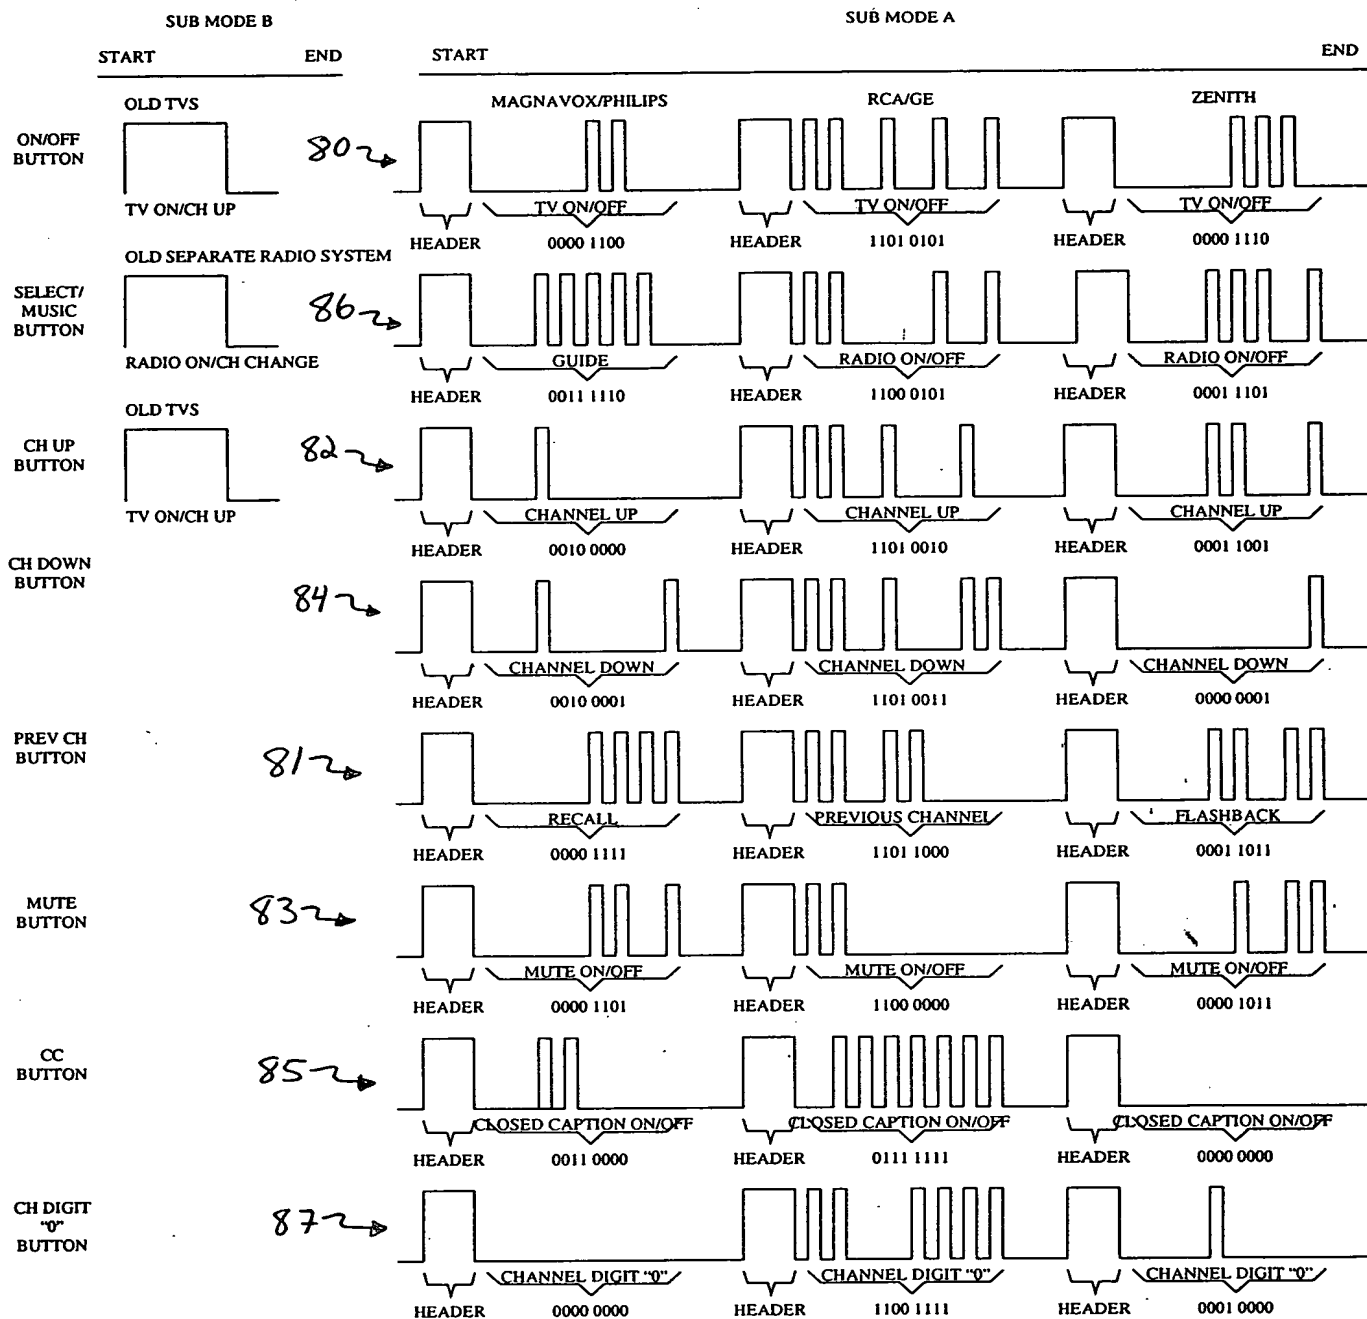 SUB MODE B
SUB MODE A
START END START END
OLD TVS MAGNAVOX/PHILIPS RCA/GE ZENITH
ON/OFF
BUTTON
80
TV ON/CH UP TV ON/OFF TV ON/OFF TV ON/OFF
HEADER 0000 1100 HEADER 1101 0101 HEADER 0000 1110
OLD SEPARATE RADIO SYSTEM
SELECT/
MUSIC
BUTTON
86
RADIO ON/CH CHANGE GUIDE RADIO ON/OFF RADIO ON/OFF
HEADER 0011 1110 HEADER 1100 0101 HEADER 0001 1101
OLD TVS
CH UP
BUTTON
82
TV ON/CH UP CHANNEL UP CHANNEL UP CHANNEL UP
HEADER 0010 0000 HEADER 1101 0010 HEADER 0001 1001
CH DOWN
BUTTON
84
CHANNEL DOWN CHANNEL DOWN CHANNEL DOWN
HEADER 0010 0001 HEADER 1101 0011 HEADER 0000 0001
PREV CH
BUTTON
81
RECALL PREVIOUS CHANNEL FLASHBACK
HEADER 0000 1111 HEADER 1101 1000 HEADER 0001 1011
MUTE
BUTTON
83
MUTE ON/OFF MUTE ON/OFF MUTE ON/OFF
HEADER 0000 1101 HEADER 1100 0000 HEADER 0000 1011
CC
BUTTON
85
CLOSED CAPTION ON/OFF CLOSED CAPTION ON/OFF CLOSED CAPTION ON/OFF
HEADER 0011 0000 HEADER 0111 1111 HEADER 0000 0000
CH DIGIT
"0"
BUTTON
87
CHANNEL DIGIT "0" CHANNEL DIGIT "0" CHANNEL DIGIT "0"
HEADER 0000 0000 HEADER 1100 1111 HEADER 0001 0000